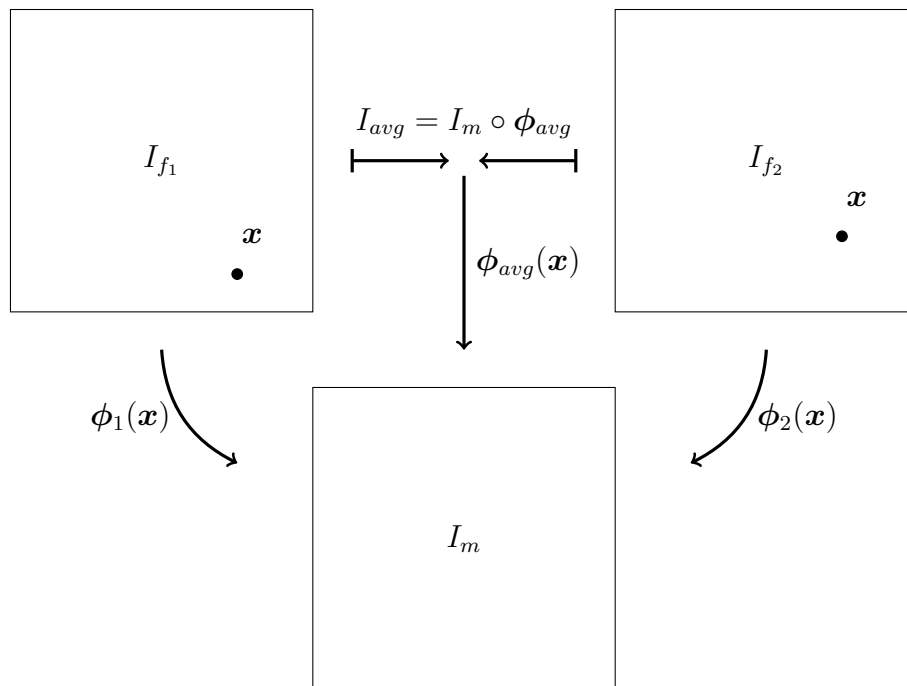 I_{avg} = I_m ∘ ϕ_{avg}
I_{f_1}
I_{f_2}
x
x
ϕ_{avg}(x)
ϕ_1(x)
ϕ_2(x)
I_m